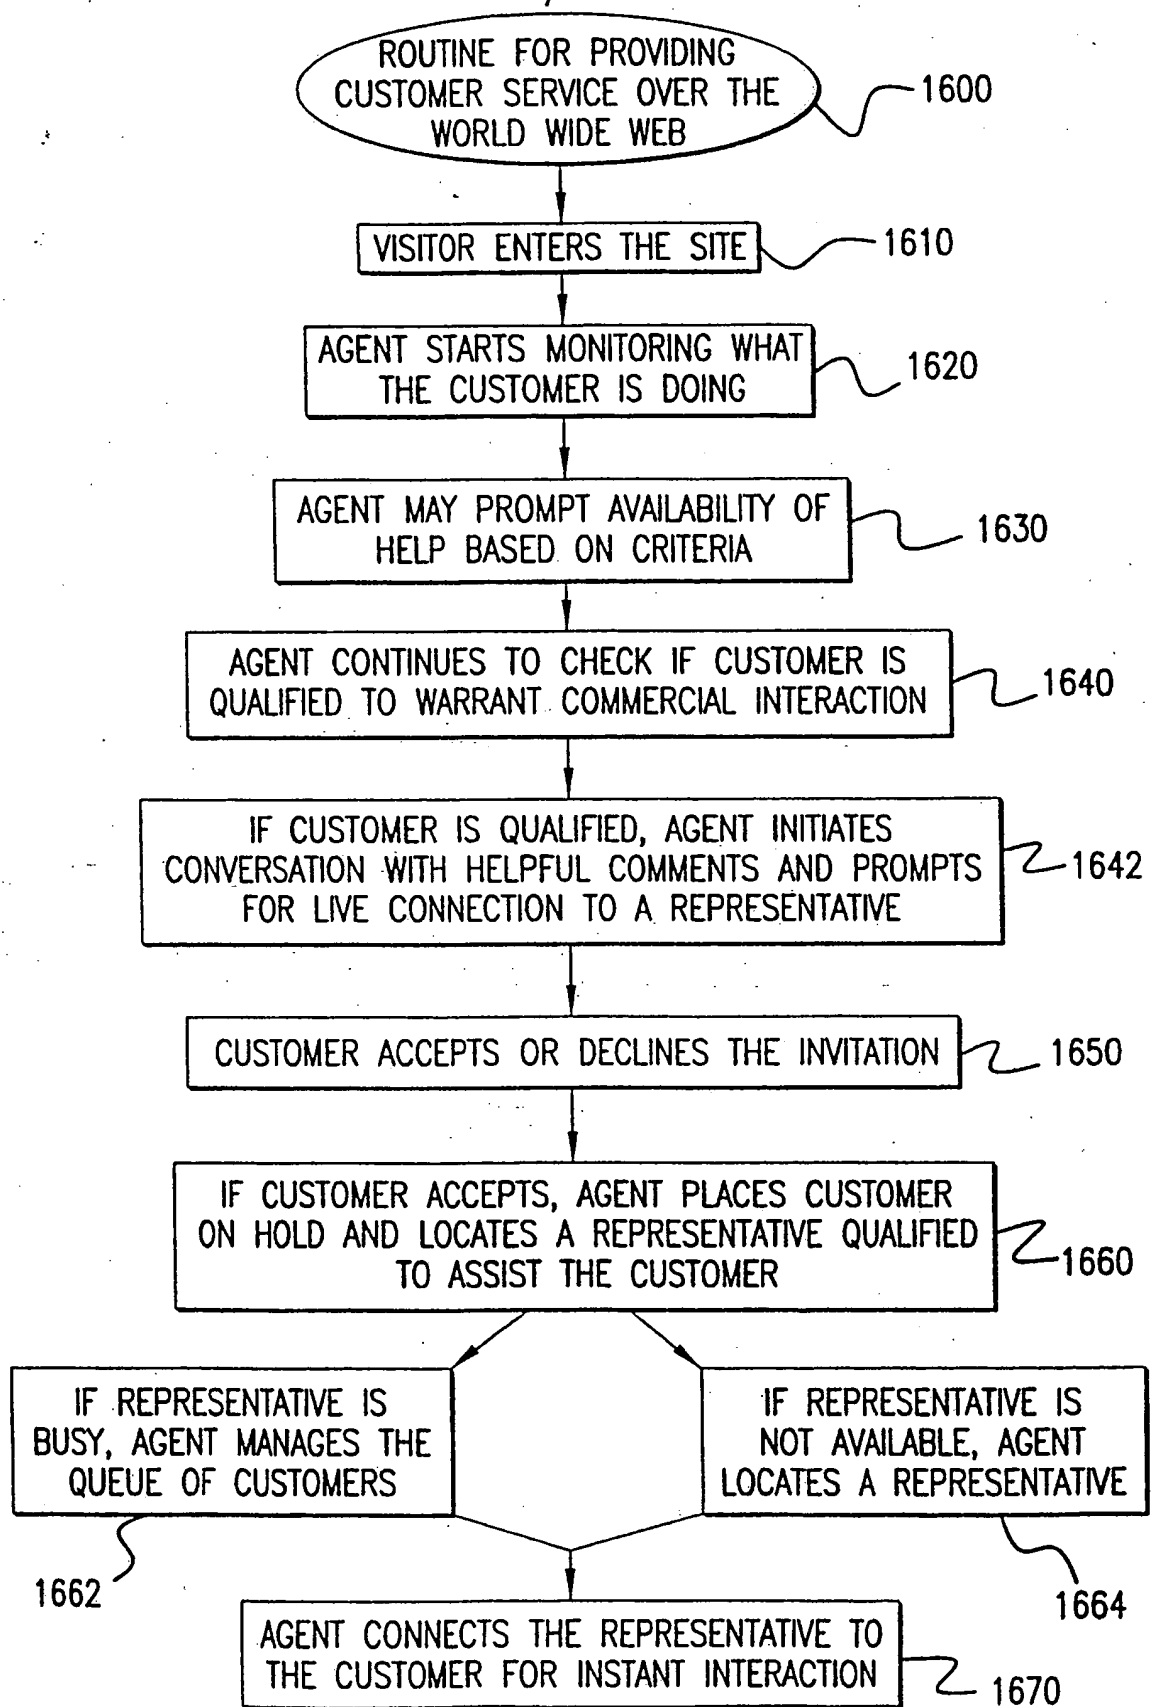 ROUTINE FOR PROVIDING
CUSTOMER SERVICE OVER THE
WORLD WIDE WEB
1600
VISITOR ENTERS THE SITE
1610
AGENT STARTS MONITORING WHAT
THE CUSTOMER IS DOING
1620
AGENT MAY PROMPT AVAILABILITY OF
HELP BASED ON CRITERIA
1630
AGENT CONTINUES TO CHECK IF CUSTOMER IS
QUALIFIED TO WARRANT COMMERCIAL INTERACTION
1640
IF CUSTOMER IS QUALIFIED, AGENT INITIATES
CONVERSATION WITH HELPFUL COMMENTS AND PROMPTS
FOR LIVE CONNECTION TO A REPRESENTATIVE
1642
CUSTOMER ACCEPTS OR DECLINES THE INVITATION
1650
IF CUSTOMER ACCEPTS, AGENT PLACES CUSTOMER
ON HOLD AND LOCATES A REPRESENTATIVE QUALIFIED
TO ASSIST THE CUSTOMER
1660
IF REPRESENTATIVE IS
BUSY, AGENT MANAGES THE
QUEUE OF CUSTOMERS
1662
IF REPRESENTATIVE IS
NOT AVAILABLE, AGENT
LOCATES A REPRESENTATIVE
1664
AGENT CONNECTS THE REPRESENTATIVE TO
THE CUSTOMER FOR INSTANT INTERACTION
1670